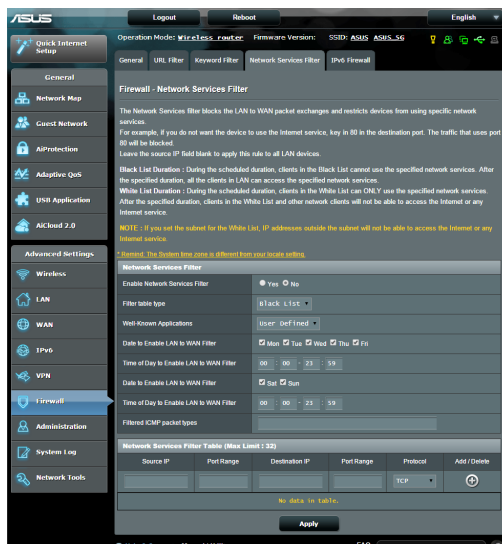 ASUS
Logout
Reboot
English
Quick Internet Setup
Operation Mode: Wireless router Firmware Version: SSID: ASUS ASUS_5G
General
URL Filter
Keyword Filter
Network Services Filter
IPv6 Firewall
General
Network Map
Guest Network
AiProtection
Adaptive QoS
USB Application
AiCloud 2.0
Advanced Settings
Wireless
LAN
WAN
IPv6
VPN
Firewall
Administration
System Log
Network Tools
Firewall - Network Services Filter
The Network Services filter blocks the LAN to WAN packet exchanges and restricts devices from using specific network
services.
For example, if you do not want the device to use the Internet service, key in 80 in the destination port. The traffic that uses port
80 will be blocked.
Leave the source IP field blank to apply this rule to all LAN devices.
Black List Duration : During the scheduled duration, clients in the Black List cannot use the specified network services. After
the specified duration, all the clients in LAN can access the specified network services.
White List Duration : During the scheduled duration, clients in the White List can ONLY use the specified network services.
After the specified duration, clients in the White List and other network clients will not be able to access the Internet or any
Internet service.
NOTE : If you set the subnet for the White List, IP addresses outside the subnet will not be able to access the Internet or any
Internet service.
* Remind: The System time zone is different from your locale setting.
Network Services Filter
Enable Network Services Filter Yes No
Filter table type Black List
Well-Known Applications User Defined
Date to Enable LAN to WAN Filter Mon Tue Wed Thu Fri
Time of Day to Enable LAN to WAN Filter 00 : 00 - 23 : 59
Date to Enable LAN to WAN Filter Sat Sun
Time of Day to Enable LAN to WAN Filter 00 : 00 - 23 : 59
Filtered ICMP packet types
Network Services Filter Table (Max Limit : 32)
Source IP Port Range Destination IP Port Range Protocol Add / Delete
TCP
No data in table.
Apply
FAQ